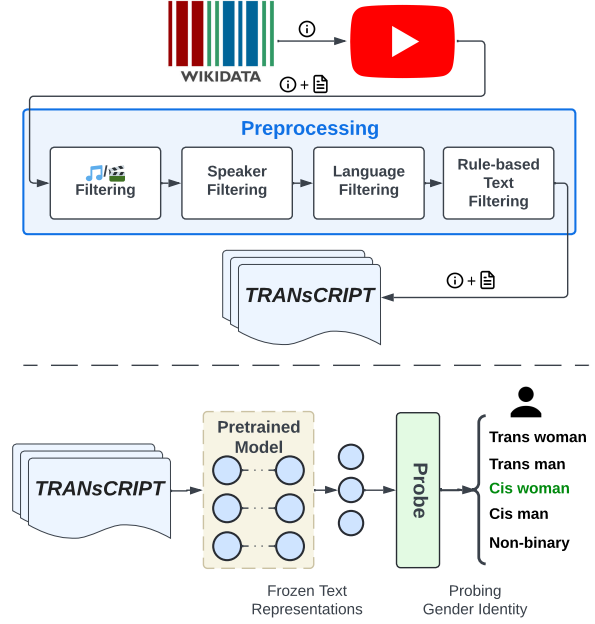 WIKIDATA
+
Preprocessing
/
Filtering
Speaker
Filtering
Language
Filtering
Rule-based
Text
Filtering
+
TRANsCRIPT
Pretrained
Model
TRANsCRIPT
Probe
Trans woman
Trans man
Cis woman
Cis man
Non-binary
Frozen Text
Representations
Probing
Gender Identity